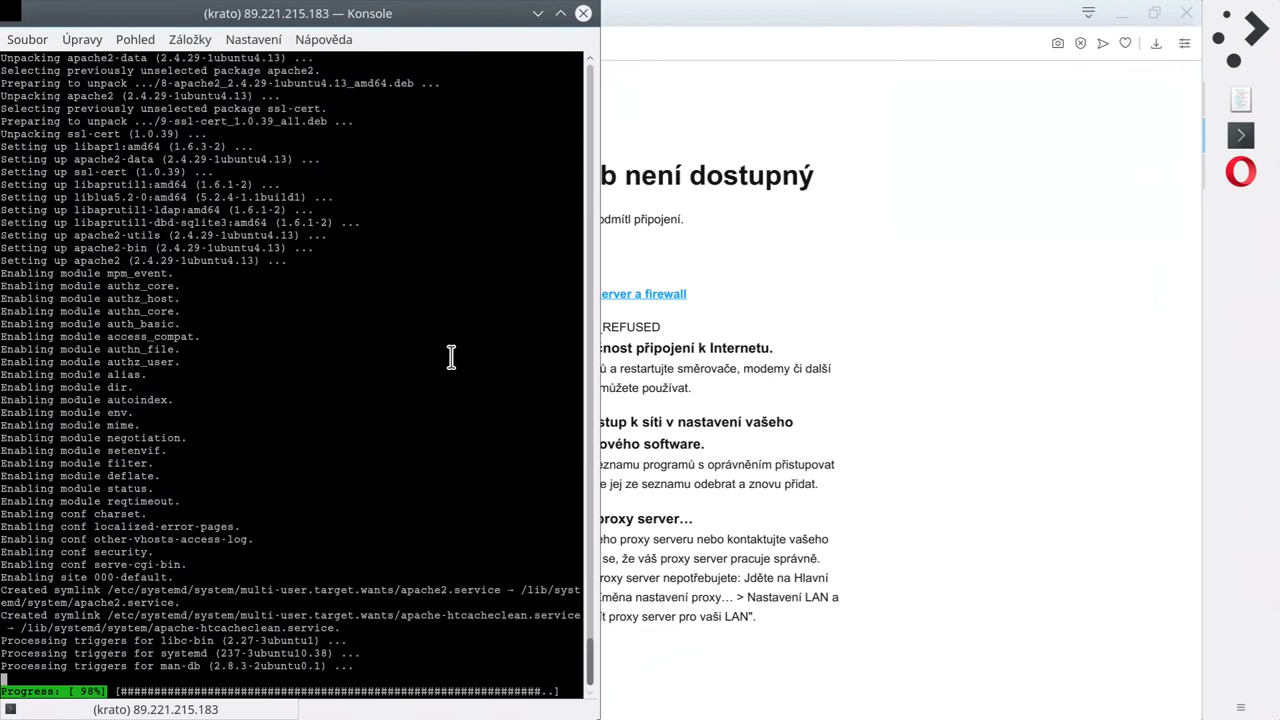 (krato) 89.221.215.183 — Konsole
Soubor Úpravy Pohled Záložky Nastavení Nápověda
Unpacking apache2-data (2.4.29-1ubuntu4.13) ...
Selecting previously unselected package apache2.
Preparing to unpack .../8-apache2_2.4.29-1ubuntu4.13_amd64.deb ...
Unpacking apache2 (2.4.29-1ubuntu4.13) ...
Selecting previously unselected package ssl-cert.
Preparing to unpack .../9-ssl-cert_1.0.39_all.deb ...
Unpacking ssl-cert (1.0.39) ...
Setting up libapr1:amd64 (1.6.3-2) ...
Setting up apache2-data (2.4.29-1ubuntu4.13) ...
Setting up ssl-cert (1.0.39) ...
Setting up libaprutil1:amd64 (1.6.1-2) ...
Setting up liblua5.2-0:amd64 (5.2.4-1.1build1) ...
Setting up libaprutil1-ldap:amd64 (1.6.1-2) ...
Setting up libaprutil1-dbd-sqlite3:amd64 (1.6.1-2) ...
Setting up apache2-utils (2.4.29-1ubuntu4.13) ...
Setting up apache2-bin (2.4.29-1ubuntu4.13) ...
Setting up apache2 (2.4.29-1ubuntu4.13) ...
Enabling module mpm_event.
Enabling module authz_core.
Enabling module authz_host.
Enabling module authn_core.
Enabling module auth_basic.
Enabling module access_compat.
Enabling module authn_file.
Enabling module authz_user.
Enabling module alias.
Enabling module dir.
Enabling module autoindex.
Enabling module env.
Enabling module mime.
Enabling module negotiation.
Enabling module setenvif.
Enabling module filter.
Enabling module deflate.
Enabling module status.
Enabling module reqtimeout.
Enabling conf charset.
Enabling conf localized-error-pages.
Enabling conf other-vhosts-access-log.
Enabling conf security.
Enabling conf serve-cgi-bin.
Enabling site 000-default.
Created symlink /etc/systemd/system/multi-user.target.wants/apache2.service → /lib/syst
emd/system/apache2.service.
Created symlink /etc/systemd/system/multi-user.target.wants/apache-htcacheclean.service
→ /lib/systemd/system/apache-htcacheclean.service.
Processing triggers for libc-bin (2.27-3ubuntu1) ...
Processing triggers for systemd (237-3ubuntu10.38) ...
Processing triggers for man-db (2.8.3-2ubuntu0.1) ...
Progress: [ 98%] [################################################################..]
(krato) 89.221.215.183
b není dostupný
odmítl připojení.
erver a firewall
_REFUSED
čnost připojení k Internetu.
ů a restartujte směrovače, modemy či další
můžete používat.
stup k síti v nastavení vašeho
ového software.
eznamu programů s oprávněním přistupovat
e jej ze seznamu odebrat a znovu přidat.
proxy server…
eho proxy serveru nebo kontaktujte vašeho
se, že váš proxy server pracuje správně.
roxy server nepotřebujete: Jděte na Hlavní
změna nastavení proxy… > Nastavení LAN a
ít proxy server pro vaši LAN".